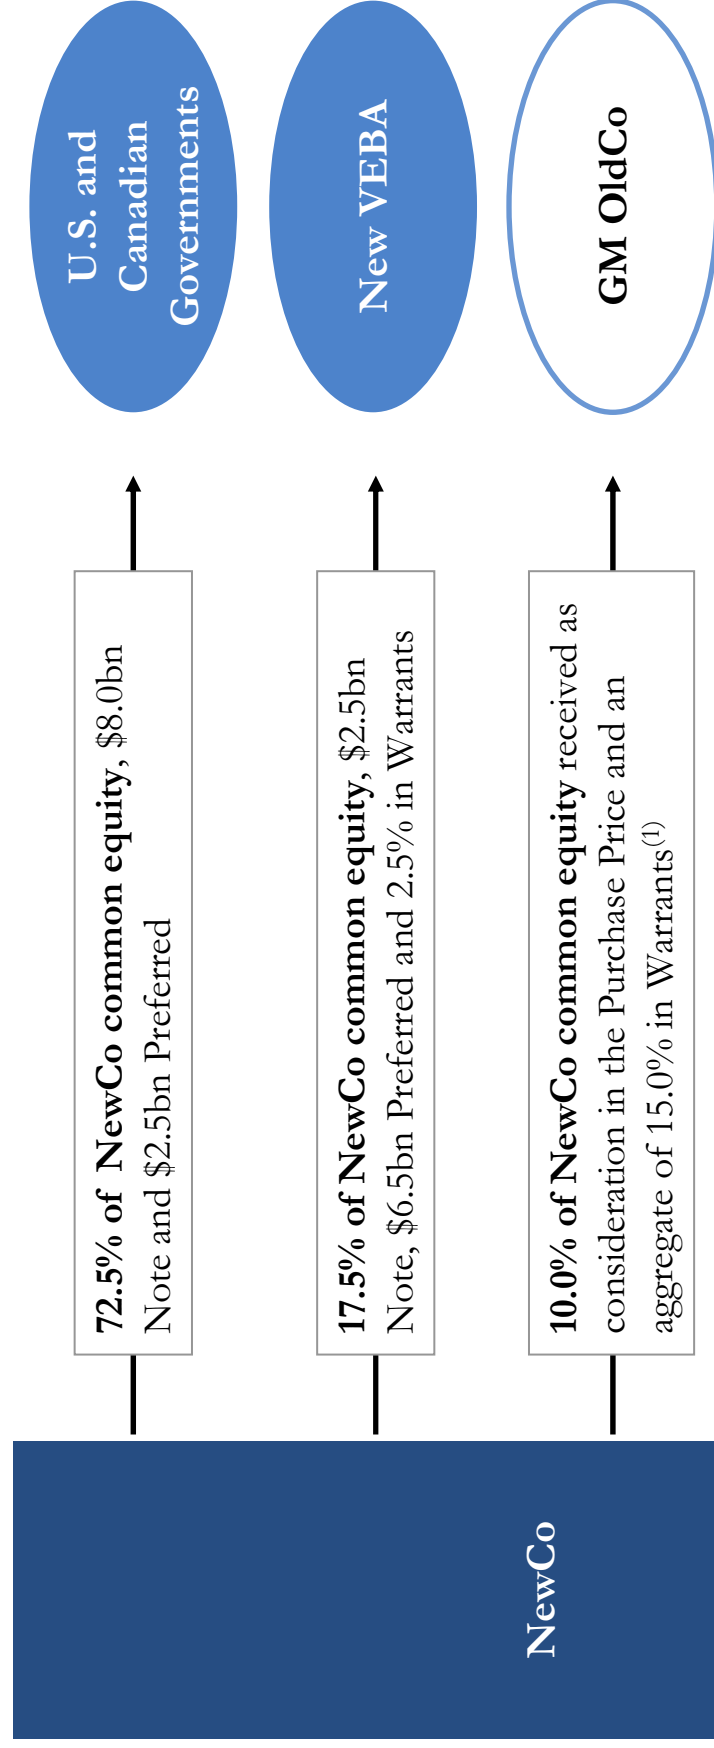 NewCo
72.5% of NewCo common equity, $8.0bn
Note and $2.5bn Preferred
U.S. and
Canadian
Governments
17.5% of NewCo common equity, $2.5bn
Note, $6.5bn Preferred and 2.5% in Warrants
New VEBA
10.0% of NewCo common equity received as
consideration in the Purchase Price and an
aggregate of 15.0% in Warrants(1)
GM OldCo